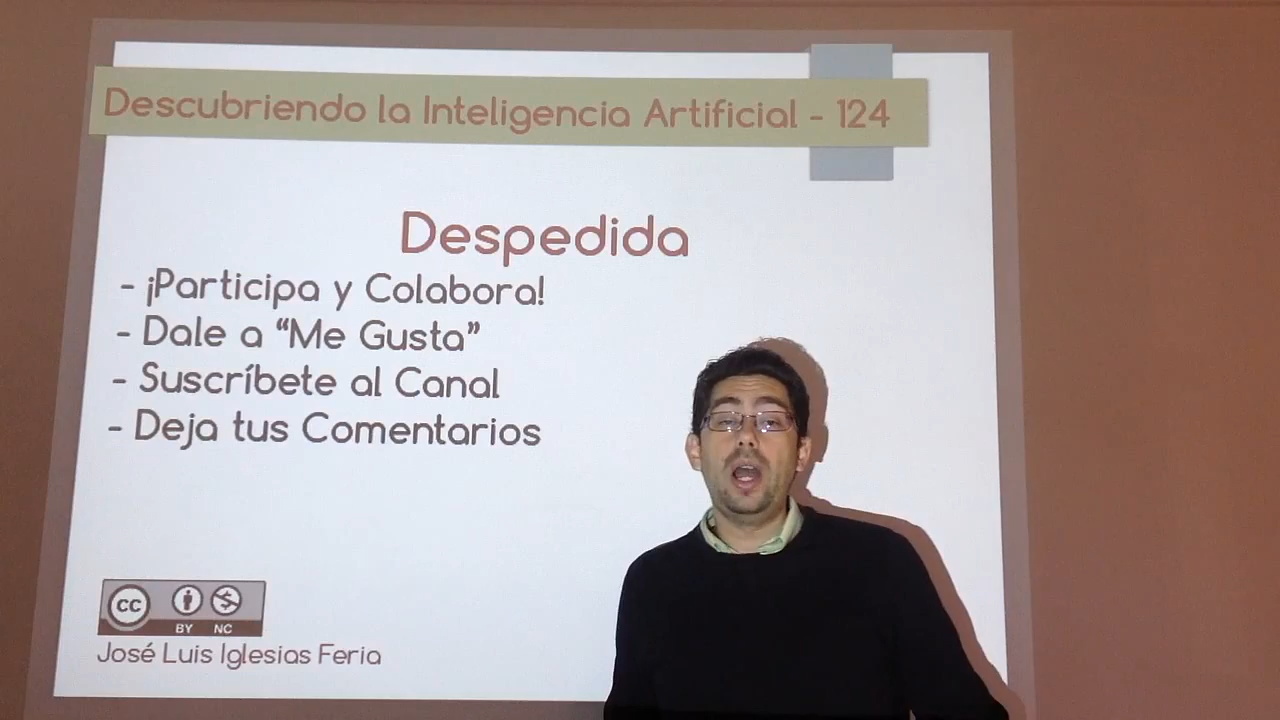 Descubriendo la Inteligencia Artificial - 124
Despedida
- ¡Participa y Colabora!
- Dale a “Me Gusta”
- Suscríbete al Canal
- Deja tus Comentarios
cc
BY NC
José Luis Iglesias Feria